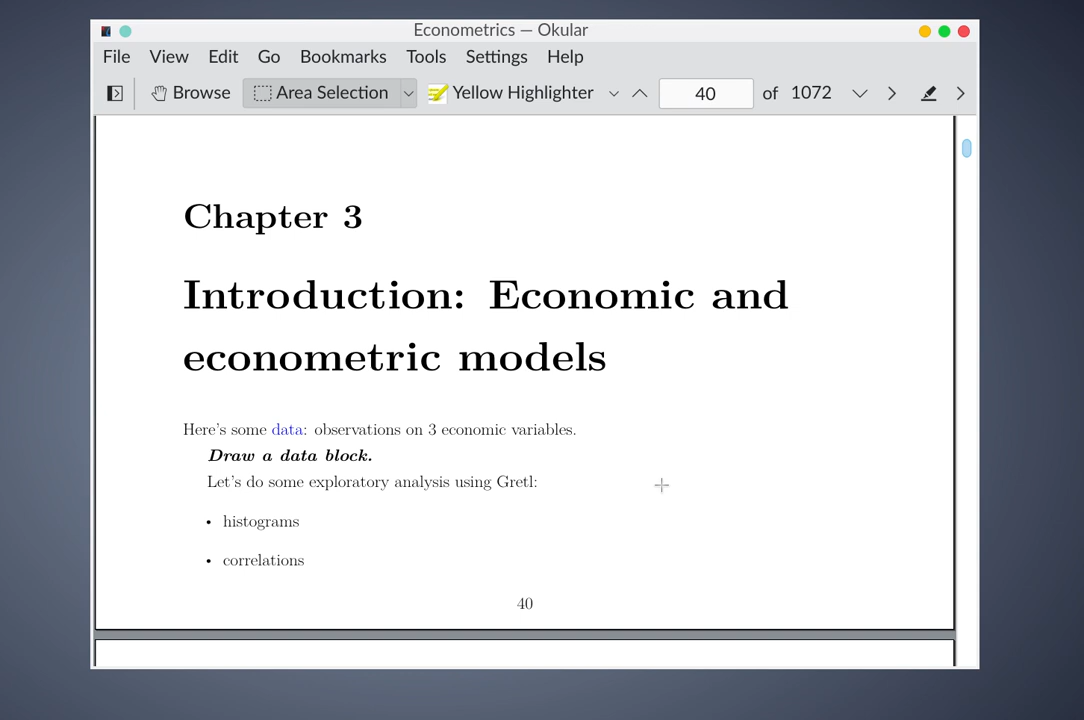 Econometrics — Okular
File View Edit Go Bookmarks Tools Settings Help
Browse Area Selection Yellow Highlighter 40 of 1072
Chapter 3
Introduction: Economic and
econometric models
Here's some data: observations on 3 economic variables.
Draw a data block.
Let's do some exploratory analysis using Gretl:
• histograms
• correlations
40